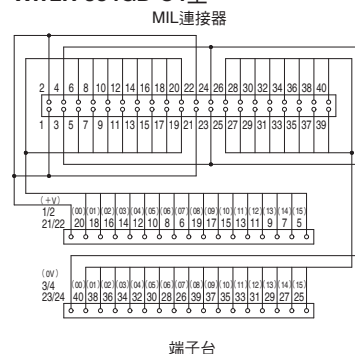 MIL連接器
2 4 6 8 10 12 14 16 18 20 22 24 26 28 30 32 34 36 38 40
1 3 5 7 9 11 13 15 17 19 21 23 25 27 29 31 33 35 37 39
(+V)
1/2 (00)(01)(02)(03)(04)(05)(06)(07)(08)(09)(10)(11)(12)(13)(14)(15)
21/22 20 18 16 14 12 10 8 6 19 17 15 13 11 9 7 5
(0V)
3/4 (00)(01)(02)(03)(04)(05)(06)(07)(08)(09)(10)(11)(12)(13)(14)(15)
23/24 40 38 36 34 32 30 28 26 39 37 35 33 31 29 27 25
端子台